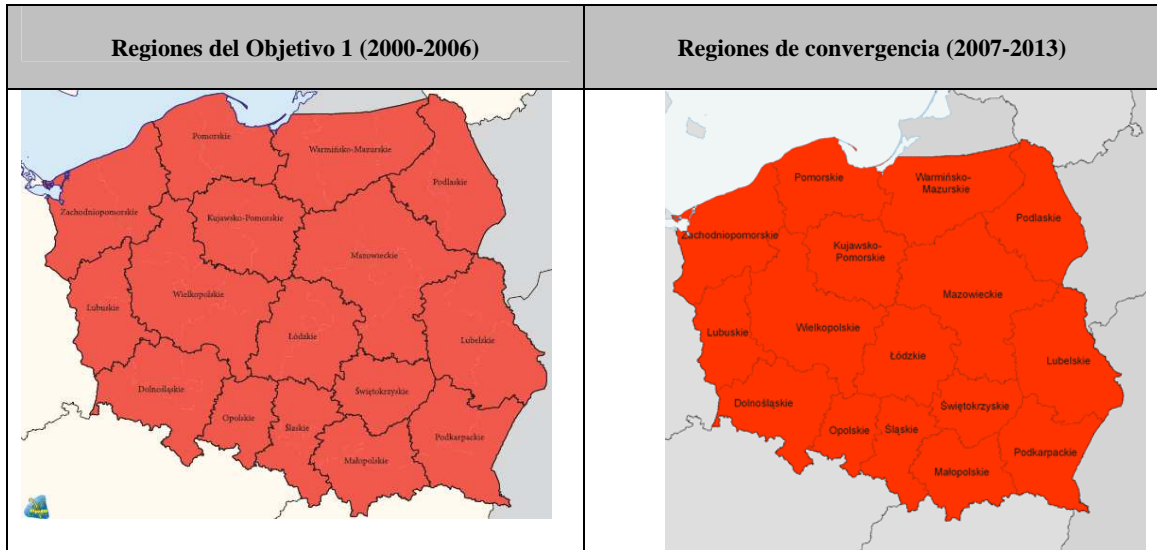 Regiones del Objetivo 1 (2000-2006)
Regiones de convergencia (2007-2013)
Pomorskie
Warmińsko-Mazurskie
Podlaskie
Zachodniopomorskie
Kujawsko-Pomorskie
Mazowieckie
Wielkopolskie
Lubuskie
Łódzkie
Lubelskie
Dolnośląskie
Świętokrzyskie
Opolskie
Śląskie
Podkarpackie
Małopolskie
Pomorskie
Warmińsko-
Mazurskie
Podlaskie
Zachodniopomorskie
Kujawsko-
Pomorskie
Mazowieckie
Wielkopolskie
Lubuskie
Łódzkie
Lubelskie
Dolnośląskie
Świętokrzyskie
Opolskie
Śląskie
Podkarpackie
Małopolskie